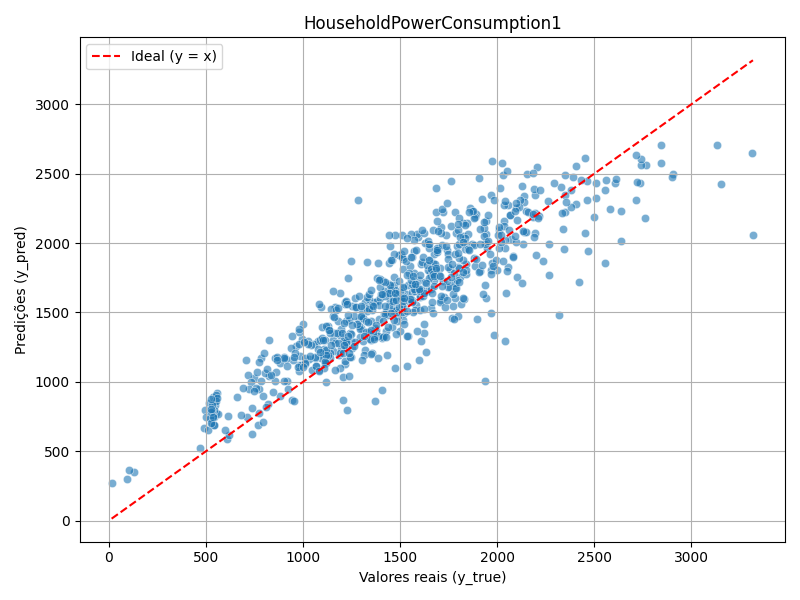 HouseholdPowerConsumption1
Ideal (y = x)
Predições (y_pred)
3000
2500
2000
1500
1000
500
0
0 500 1000 1500 2000 2500 3000
Valores reais (y_true)